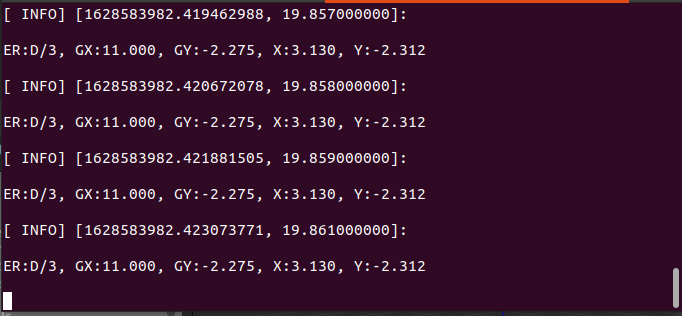 [ INFO] [1628583982.419462988, 19.857000000]:
ER:D/3, GX:11.000, GY:-2.275, X:3.130, Y:-2.312
[ INFO] [1628583982.420672078, 19.858000000]:
ER:D/3, GX:11.000, GY:-2.275, X:3.130, Y:-2.312
[ INFO] [1628583982.421881505, 19.859000000]:
ER:D/3, GX:11.000, GY:-2.275, X:3.130, Y:-2.312
[ INFO] [1628583982.423073771, 19.861000000]:
ER:D/3, GX:11.000, GY:-2.275, X:3.130, Y:-2.312